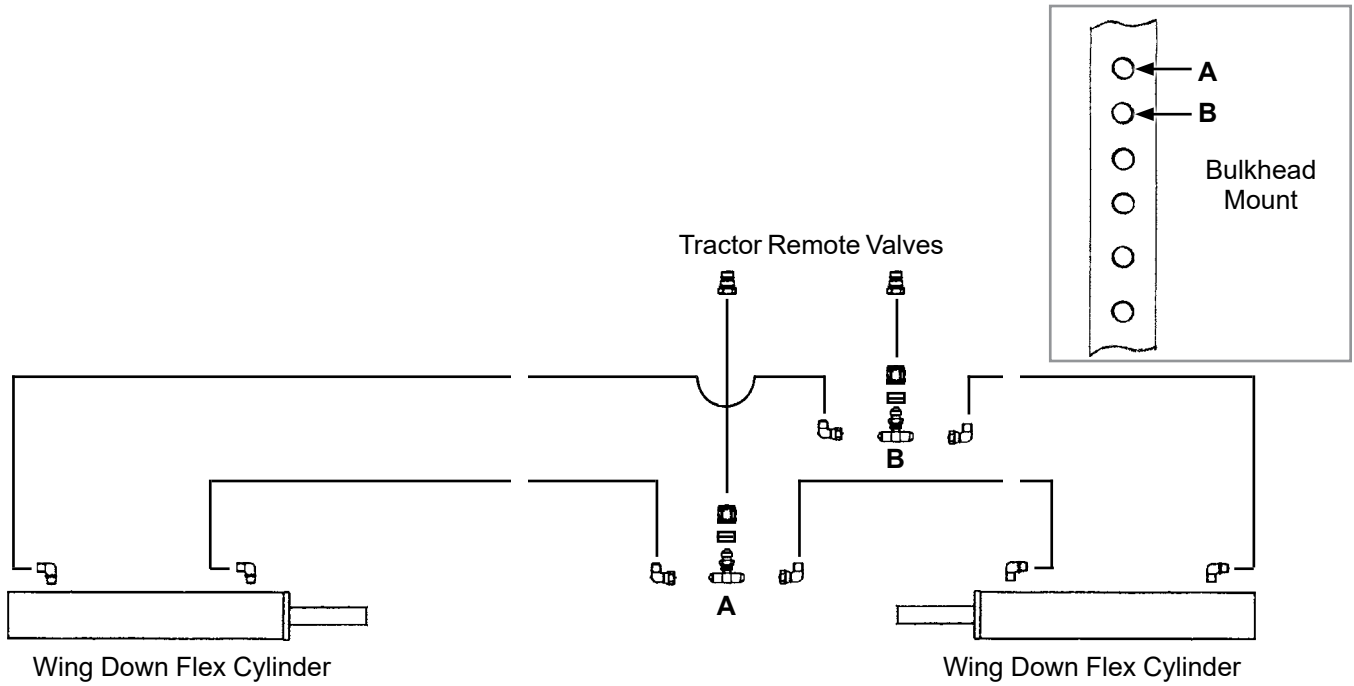 A
B
Bulkhead
Mount
Tractor Remote Valves
B
A
Wing Down Flex Cylinder
Wing Down Flex Cylinder